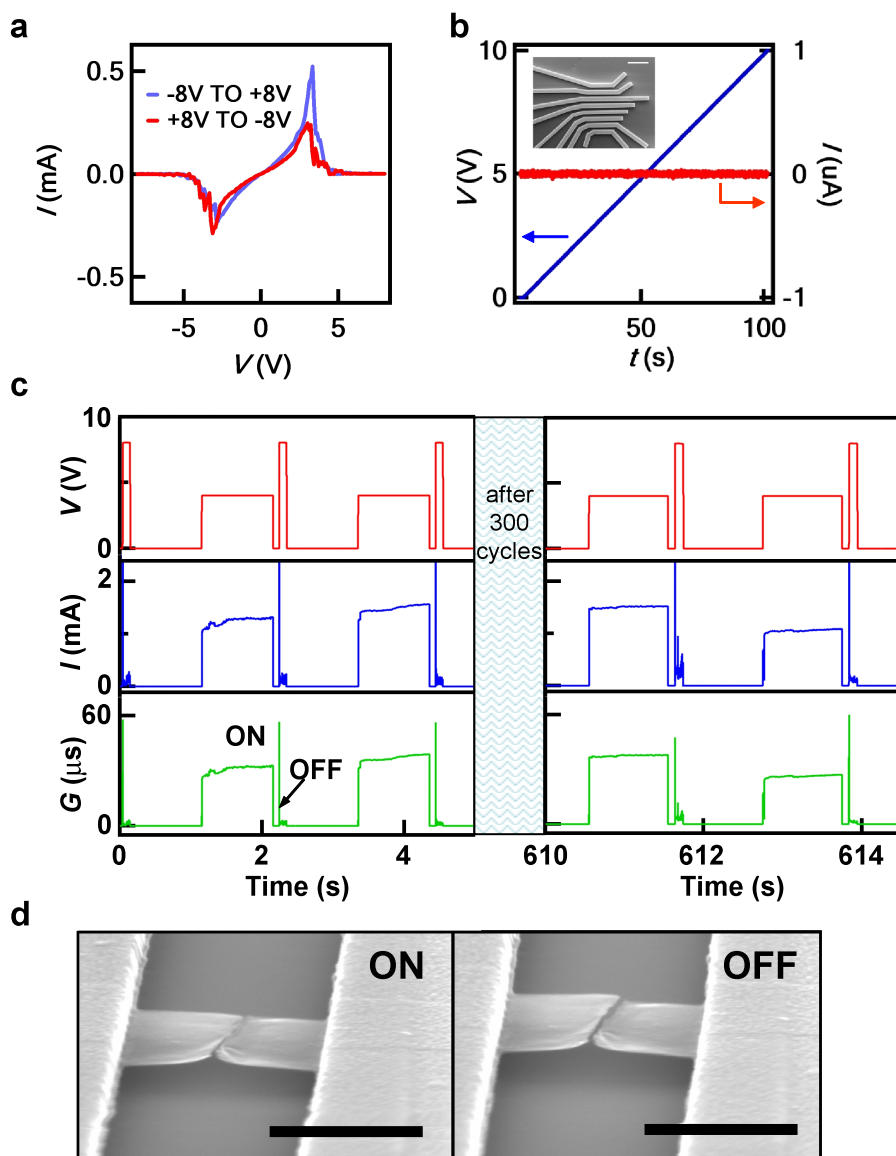 a
0.5
0.0
-0.5
I (mA)
-8V TO +8V
+8V TO -8V
-5
0
5
V (V)
b
10
5
0
V (V)
1
0
-1
I (uA)
50
100
t (s)
c
10
0
V (V)
2
0
I (mA)
60
0
G (μs)
ON
OFF
after
300
cycles
0
2
4
610
612
614
Time (s)
Time (s)
d
ON
OFF